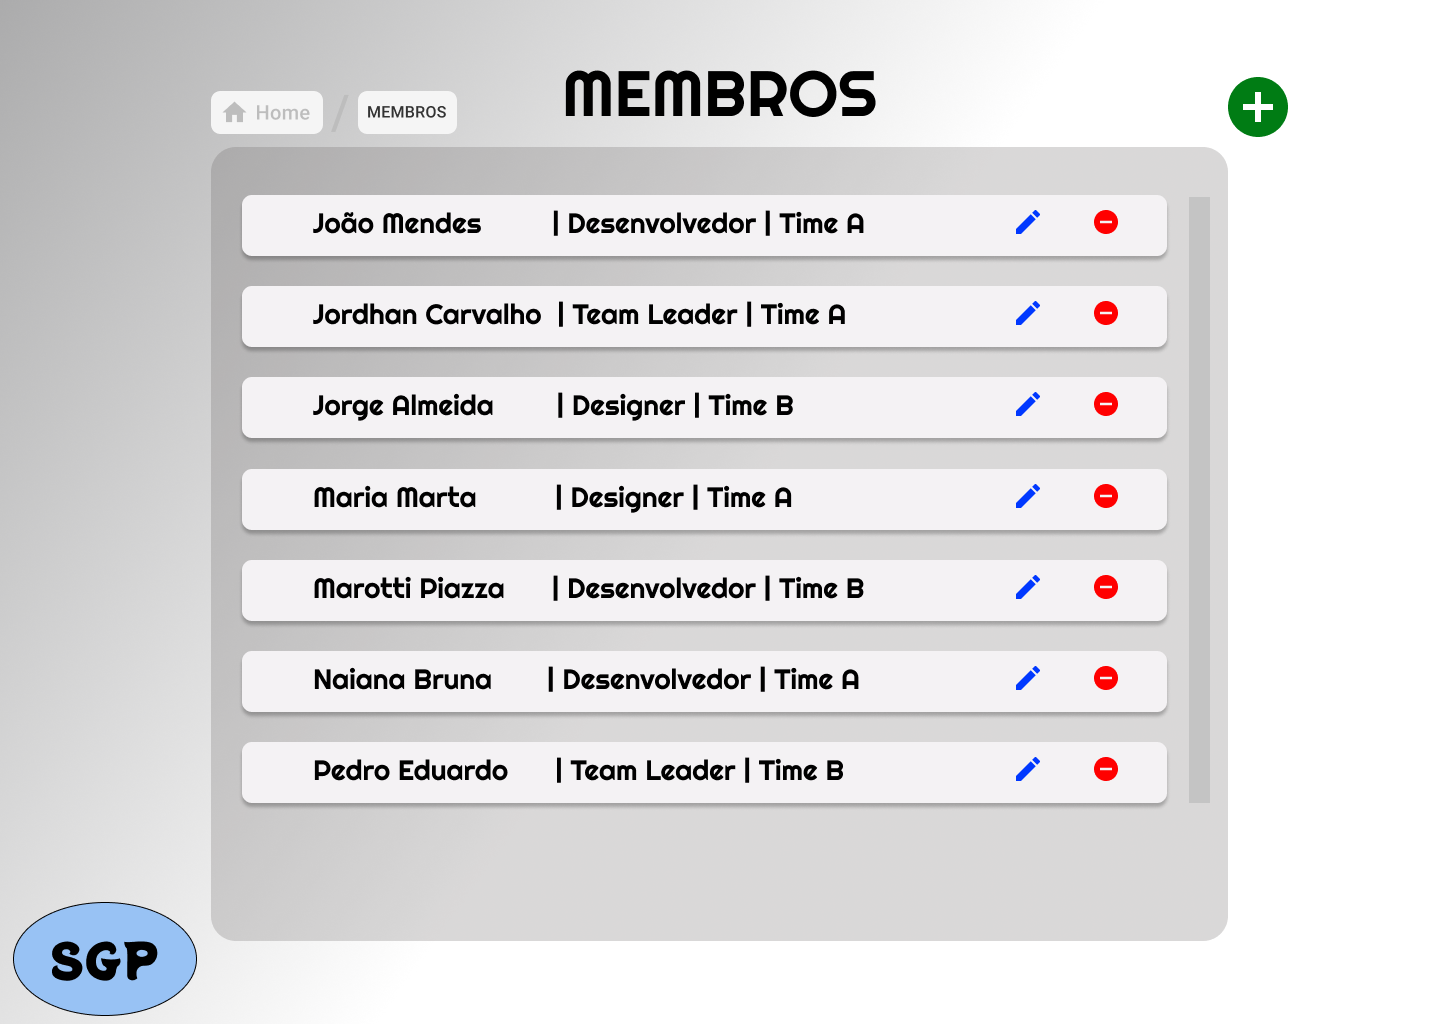 MEMBROS
Home / MEMBROS
João Mendes | Desenvolvedor | Time A
Jordhan Carvalho | Team Leader | Time A
Jorge Almeida | Designer | Time B
Maria Marta | Designer | Time A
Marotti Piazza | Desenvolvedor | Time B
Naiana Bruna | Desenvolvedor | Time A
Pedro Eduardo | Team Leader | Time B
SGP